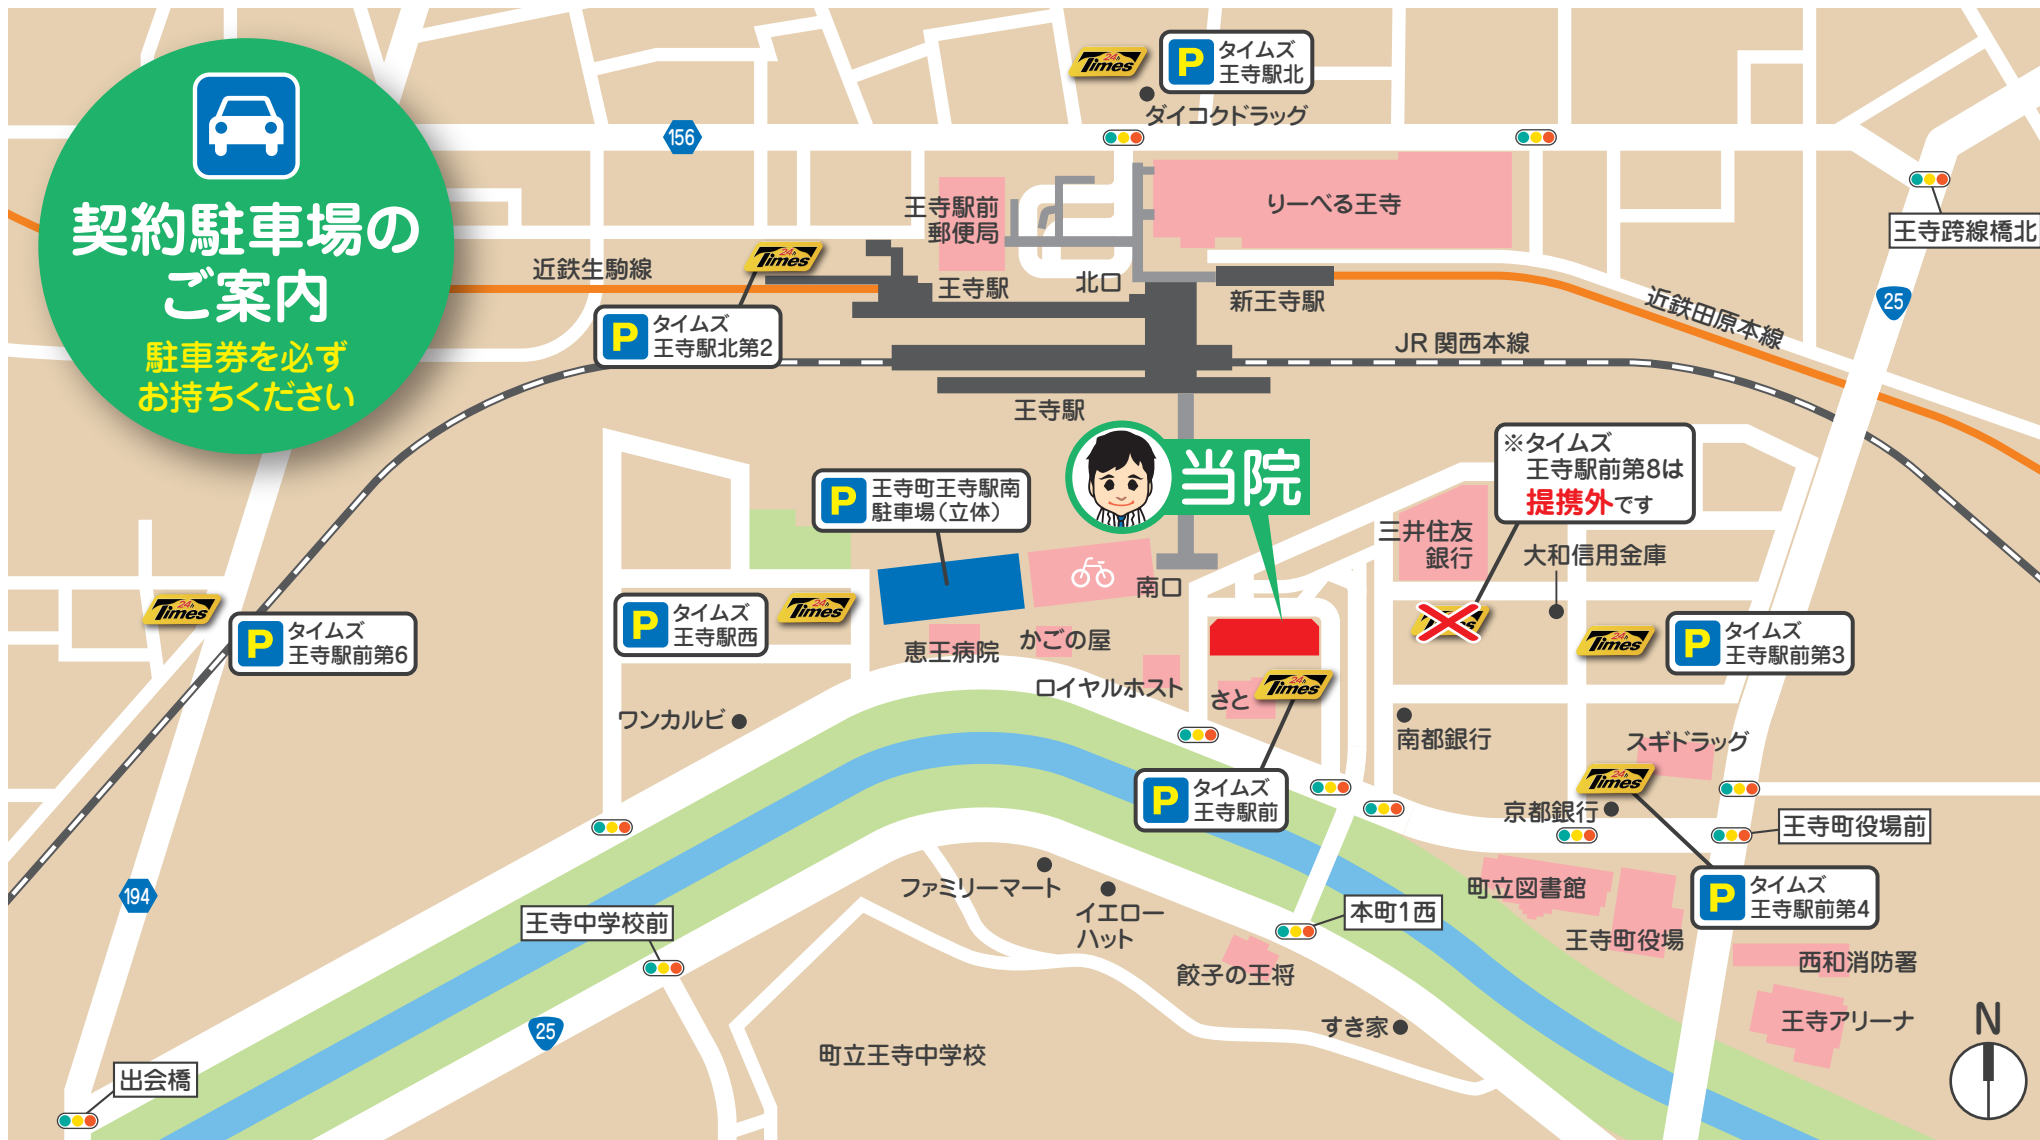 契約駐車場の
ご案内
駐車券を必ず
お持ちください
24h
Times
P
タイムズ
王寺駅北
ダイコクドラッグ
156
王寺駅前
郵便局
りーべる王寺
王寺跨線橋北
近鉄生駒線
24h
Times
王寺駅
北口
新王寺駅
近鉄田原本線
25
P
タイムズ
王寺駅北第2
JR 関西本線
王寺駅
当院
※タイムズ
王寺駅前第8は
提携外です
P
王寺町王寺駅南
駐車場（立体）
三井住友
銀行
大和信用金庫
南口
24h
Times
P
タイムズ
王寺駅前第6
P
タイムズ
王寺駅西
24h
Times
恵王病院
かごの屋
24h
Times
24h
Times
P
タイムズ
王寺駅前第3
ロイヤルホスト
さと
24h
Times
ワンカルビ
南都銀行
スギドラッグ
24h
Times
P
タイムズ
王寺駅前
京都銀行
王寺町役場前
194
ファミリーマート
イエロー
ハット
町立図書館
P
タイムズ
王寺駅前第4
王寺中学校前
本町1西
王寺町役場
餃子の王将
西和消防署
25
すき家
王寺アリーナ
N
町立王寺中学校
出会橋